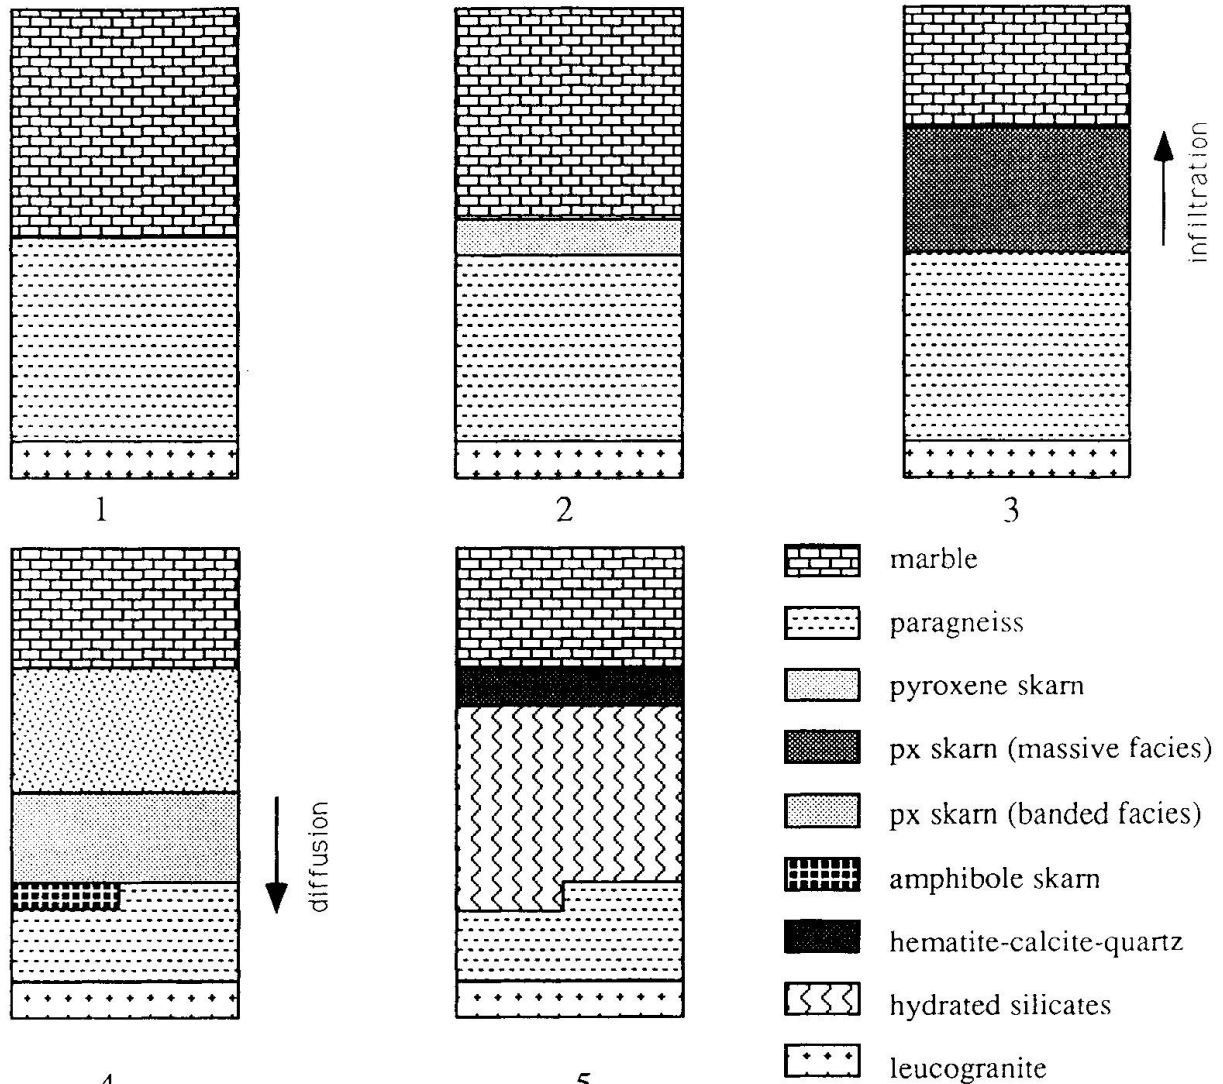 infiltration
1
2
3
marble
paragneiss
pyroxene skarn
px skarn (massive facies)
px skarn (banded facies)
amphibole skarn
hematite-calcite-quartz
hydrated silicates
leucogranite
diffusion
4
5